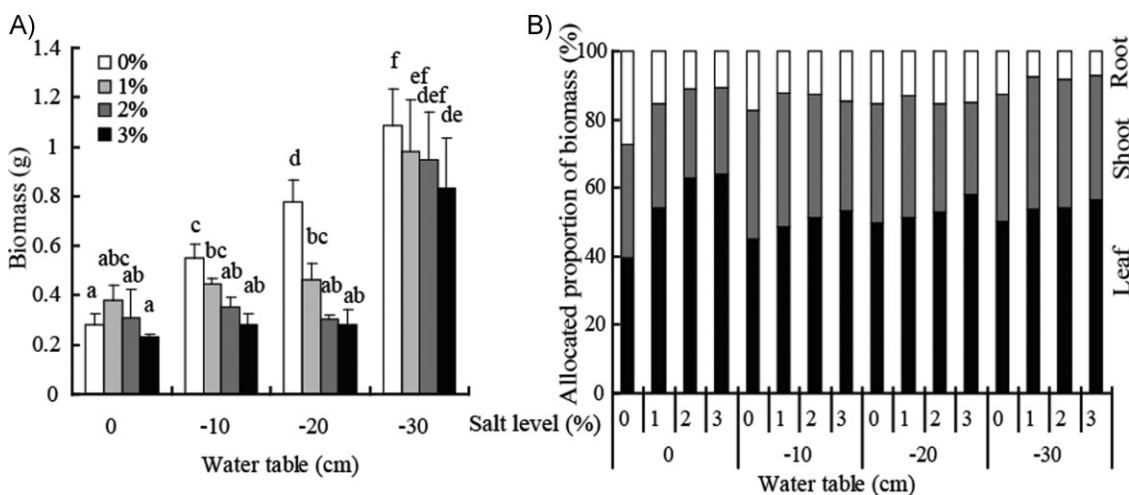 A)
Biomass (g)
1.4
1.2
1
0.8
0.6
0.4
0.2
0
0%
1%
2%
3%
a
abc
ab
a
c
bc
ab
ab
d
bc
ab
ab
f
ef
def
de
0 -10 -20 -30
Water table (cm)
B)
Allocated proportion of biomass (%)
100
80
60
40
20
0
Root
Shoot
Leaf
Salt level (%) 0 1 2 3 0 1 2 3 0 1 2 3 0 1 2 3
0 -10 -20 -30
Water table (cm)